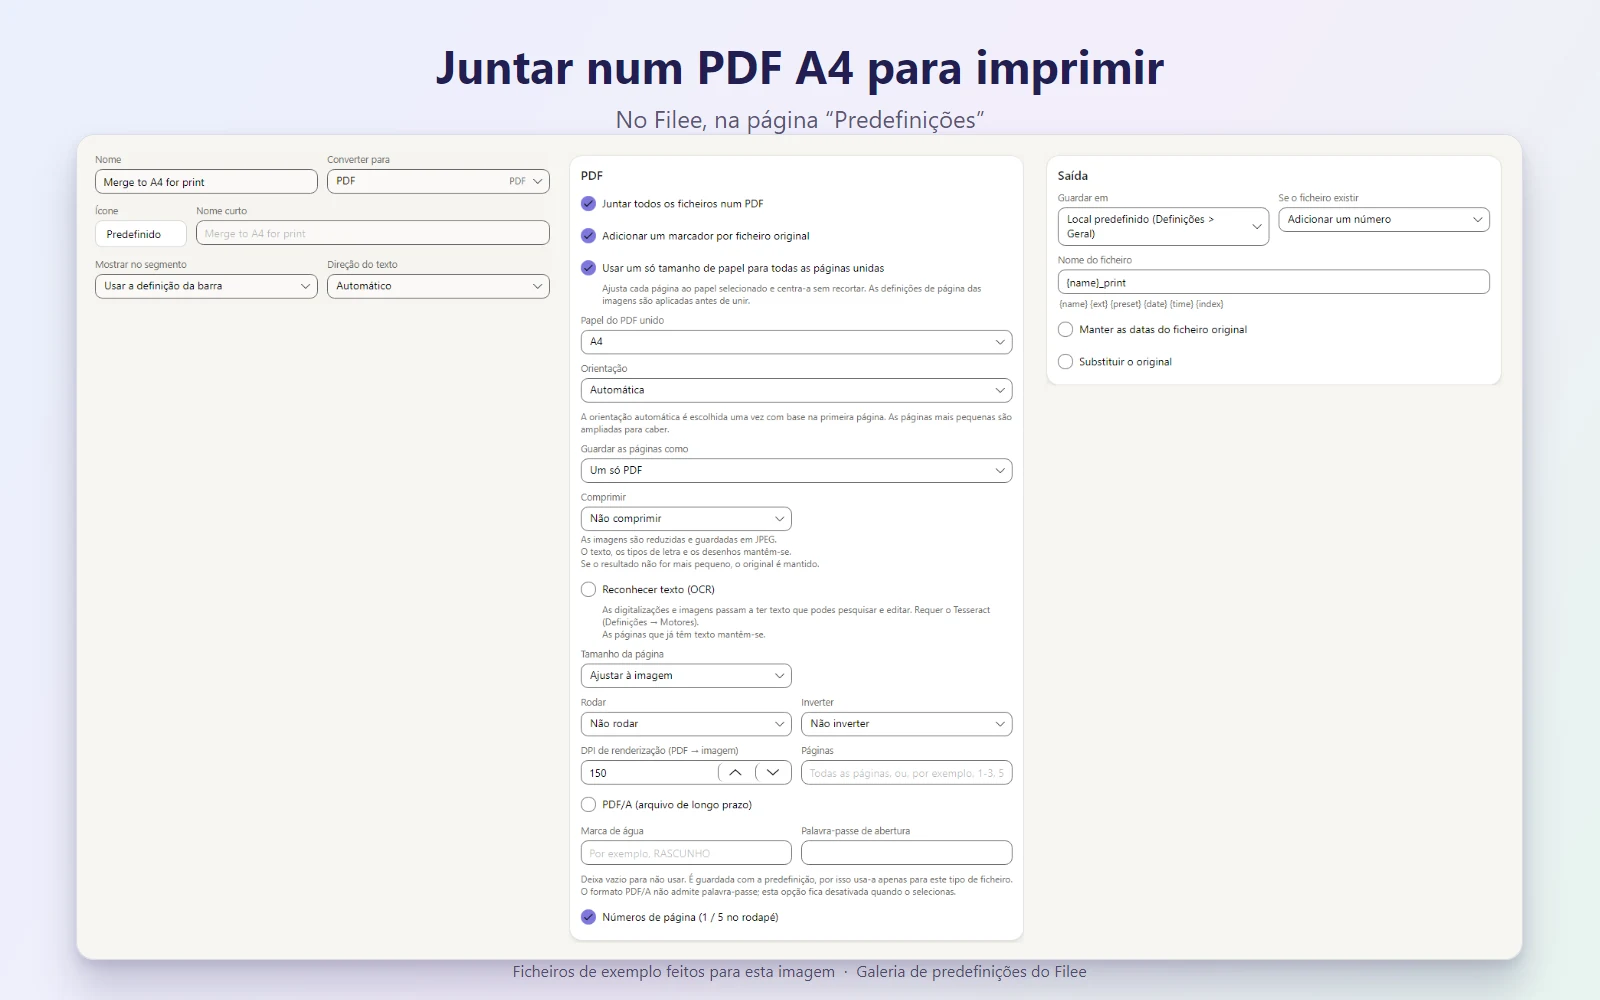 Juntar num PDF A4 para imprimir
No Filee, na página “Predefinições”
Nome
Merge to A4 for print
Converter para
PDF PDF
Ícone
Predefinido
Nome curto
Merge to A4 for print
Mostrar no segmento
Usar a definição da barra
Direção do texto
Automático
PDF
Juntar todos os ficheiros num PDF
Adicionar um marcador por ficheiro original
Usar um só tamanho de papel para todas as páginas unidas
Ajusta cada página ao papel selecionado e centra-a sem recortar. As definições de página das
imagens são aplicadas antes de unir.
Papel do PDF unido
A4
Orientação
Automática
A orientação automática é escolhida uma vez com base na primeira página. As páginas mais pequenas são
ampliadas para caber.
Guardar as páginas como
Um só PDF
Comprimir
Não comprimir
As imagens são reduzidas e guardadas em JPEG.
O texto, os tipos de letra e os desenhos mantêm-se.
Se o resultado não for mais pequeno, o original é mantido.
Reconhecer texto (OCR)
As digitalizações e imagens passam a ter texto que podes pesquisar e editar. Requer o Tesseract
(Definições → Motores).
As páginas que já têm texto mantêm-se.
Tamanho da página
Ajustar à imagem
Rodar
Não rodar
Inverter
Não inverter
DPI de renderização (PDF → imagem)
150
Páginas
Todas as páginas, ou, por exemplo, 1-3, 5
PDF/A (arquivo de longo prazo)
Marca de água
Por exemplo, RASCUNHO
Palavra-passe de abertura
Deixa vazio para não usar. É guardada com a predefinição, por isso usa-a apenas para este tipo de ficheiro.
O formato PDF/A não admite palavra-passe; esta opção fica desativada quando o selecionas.
Números de página (1 / 5 no rodapé)
Saída
Guardar em
Local predefinido (Definições >
Geral)
Se o ficheiro existir
Adicionar um número
Nome do ficheiro
{name}_print
{name} {ext} {preset} {date} {time} {index}
Manter as datas do ficheiro original
Substituir o original
Ficheiros de exemplo feitos para esta imagem · Galeria de predefinições do Filee